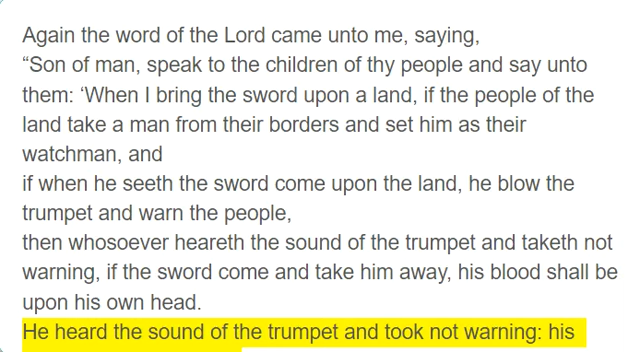 Again the word of the Lord came unto me, saying,
“Son of man, speak to the children of thy people and say unto
them: ‘When I bring the sword upon a land, if the people of the
land take a man from their borders and set him as their
watchman, and
if when he seeth the sword come upon the land, he blow the
trumpet and warn the people,
then whosoever heareth the sound of the trumpet and taketh not
warning, if the sword come and take him away, his blood shall be
upon his own head.
He heard the sound of the trumpet and took not warning: his